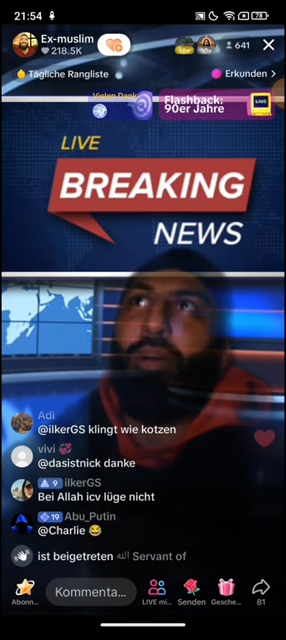 21:54
78
Ex-muslim
218.5K
641
Tägliche Rangliste
Erkunden
Vielen Dank
Flashback:
90er Jahre
LIVE
LIVE
BREAKING
NEWS
Adi
@ilkerGS klingt wie kotzen
vivi
@dasistnick danke
9 ilkerGS
Bei Allah icv lüge nicht
19 Abu_Putin
@Charlie 😂
ist beigetreten الله Servant of
Abonn...
Kommenta...
LIVE mi...
Senden
Gesche...
81